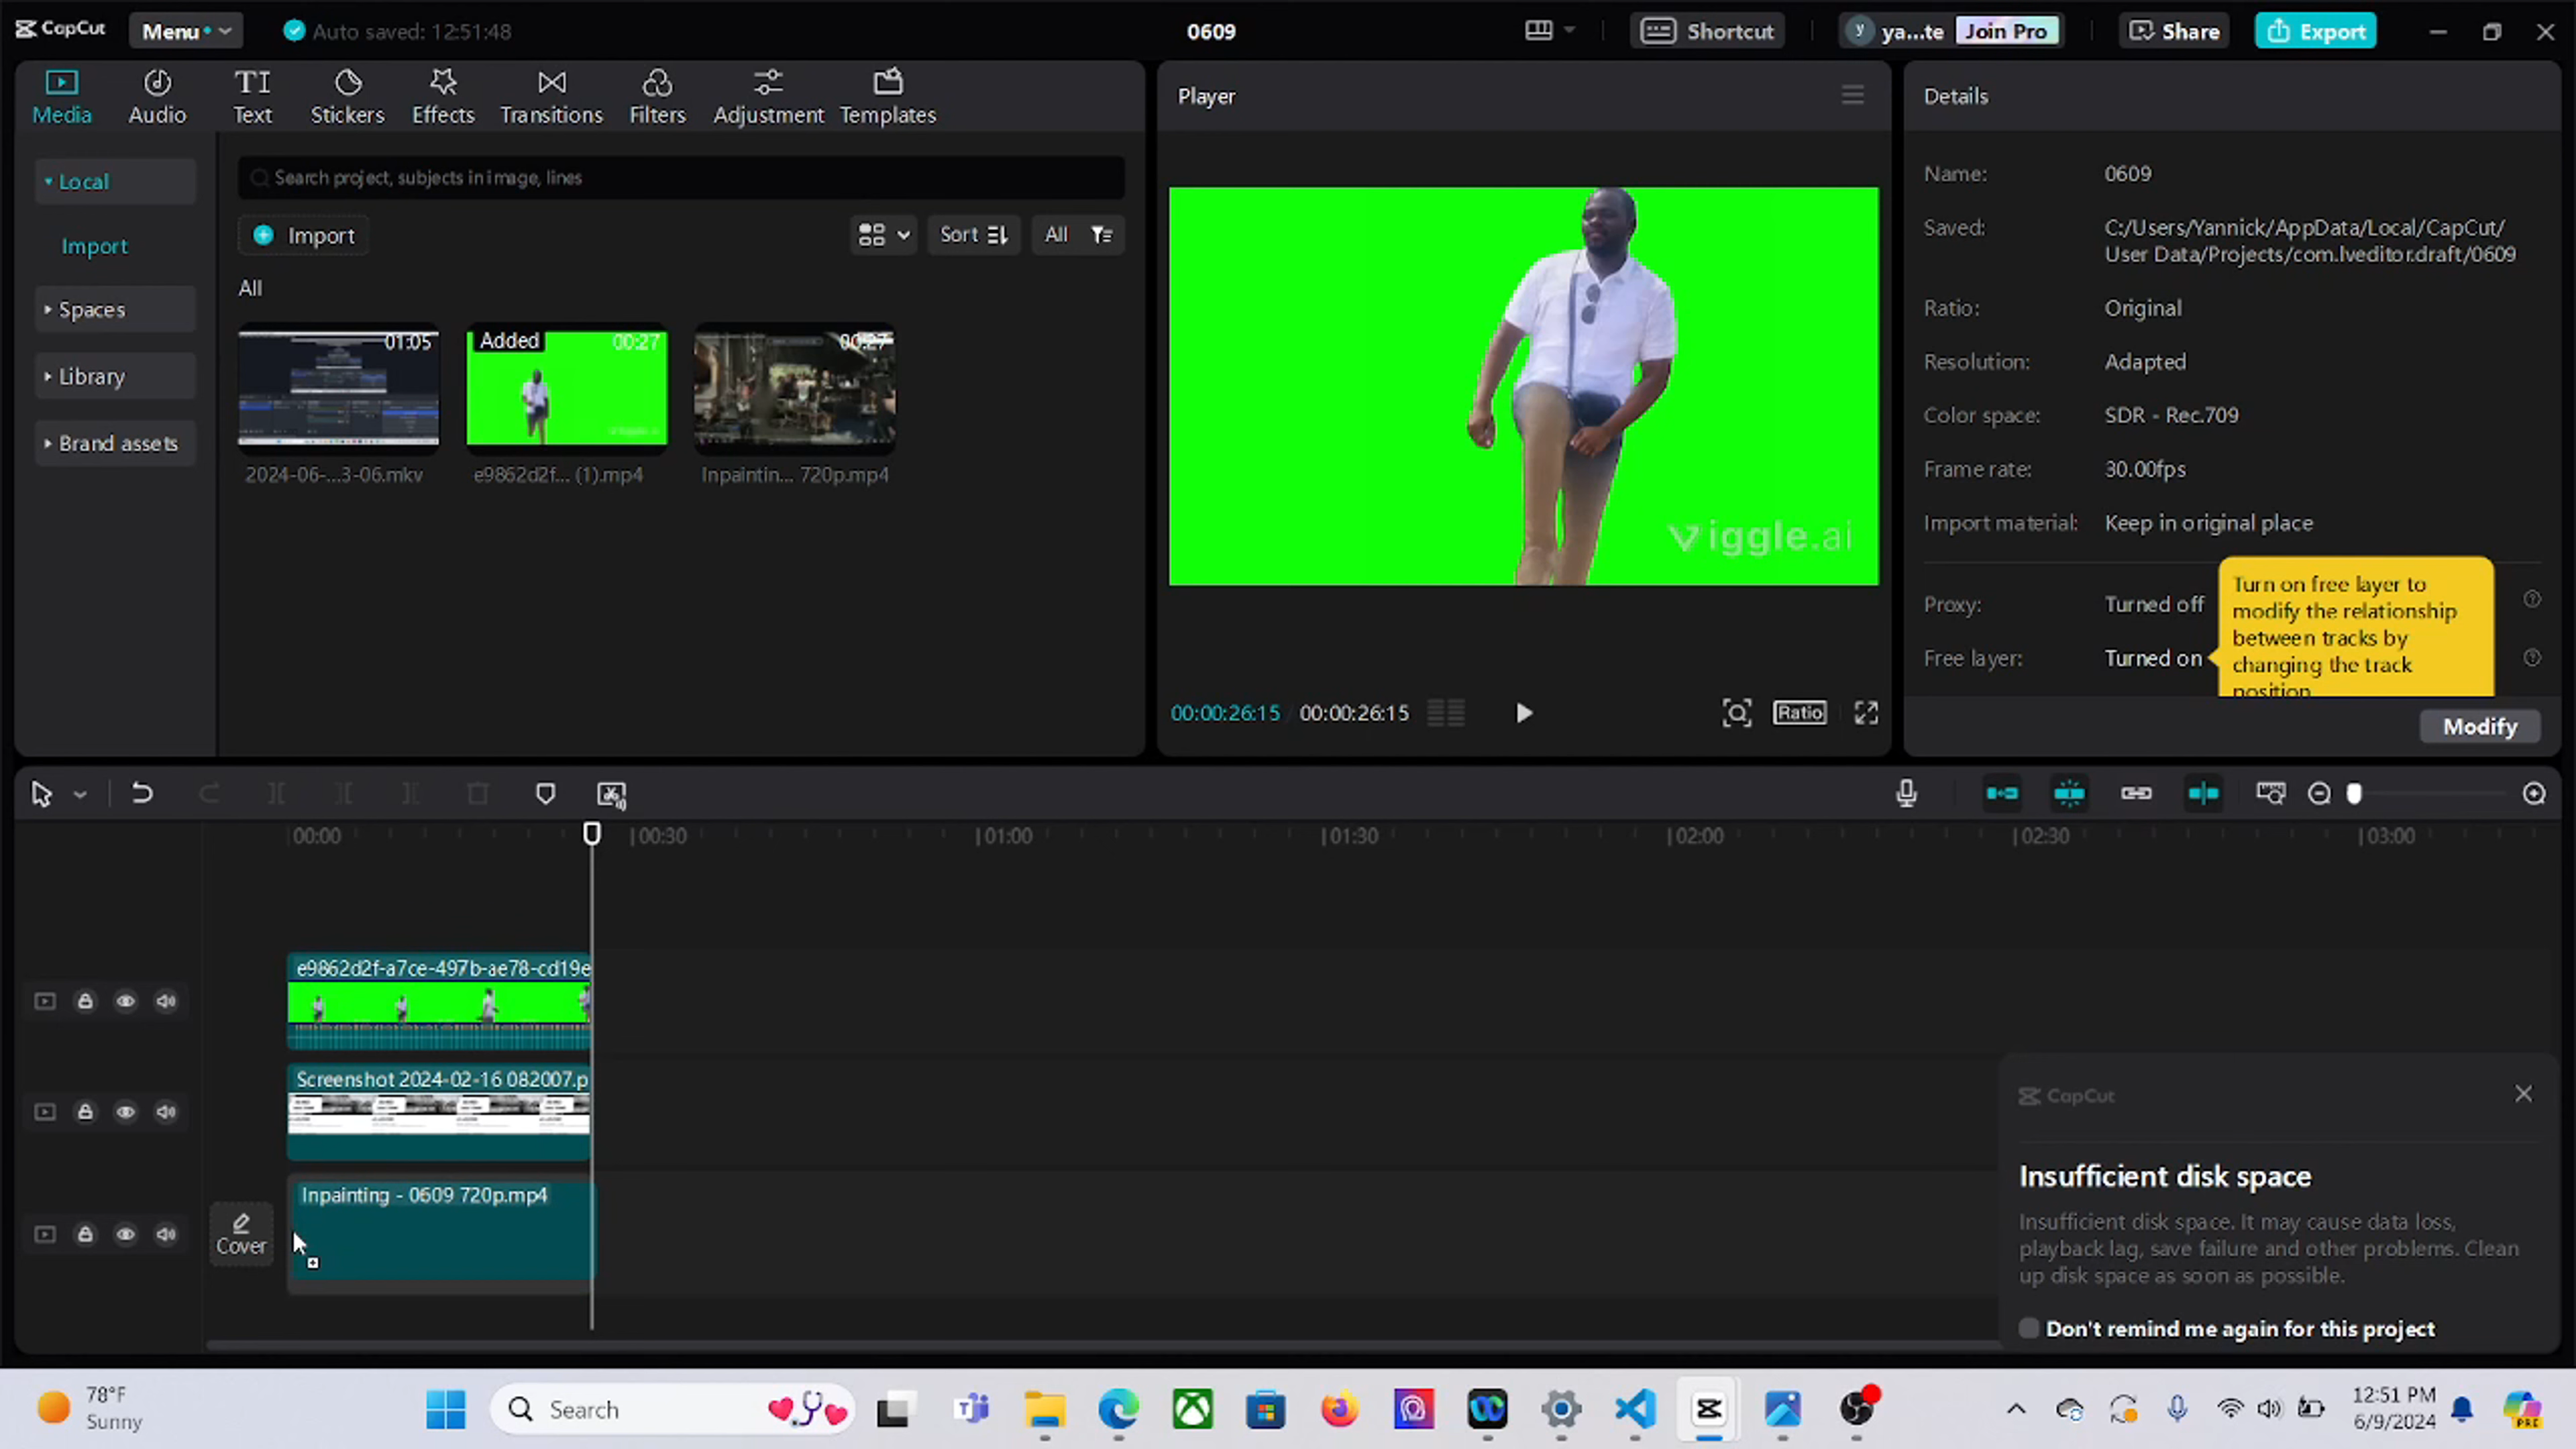 CapCut
Menu
Auto saved: 12:51:48
0609
Shortcut
ya...te
Join Pro
Share
Export
Media
Audio
Text
Stickers
Effects
Transitions
Filters
Adjustment
Templates
Local
Import
Spaces
Library
Brand assets
Search project, subjects in image, lines
Import
Sort
All
All
01:05
2024-06-...3-06.mkv
Added
00:27
e9862d2f... (1).mp4
00:27
Inpaintin... 720p.mp4
Player
viggle.ai
00:00:26:15
00:00:26:15
Ratio
Details
Name: 0609
Saved: C:/Users/Yannick/AppData/Local/CapCut/
User Data/Projects/com.lveditor.draft/0609
Ratio: Original
Resolution: Adapted
Color space: SDR - Rec.709
Frame rate: 30.00fps
Import material: Keep in original place
Proxy: Turned off
Free layer: Turned on
Turn on free layer to
modify the relationship
between tracks by
changing the track
position
Modify
00:00
00:30
01:00
01:30
02:00
02:30
03:00
e9862d2f-a7ce-497b-ae78-cd19e
Screenshot 2024-02-16 082007.p
Cover
Inpainting - 0609 720p.mp4
CapCut
Insufficient disk space
Insufficient disk space. It may cause data loss,
playback lag, save failure and other problems. Clean
up disk space as soon as possible.
Don't remind me again for this project
78°F
Sunny
Search
12:51 PM
6/9/2024
PRE